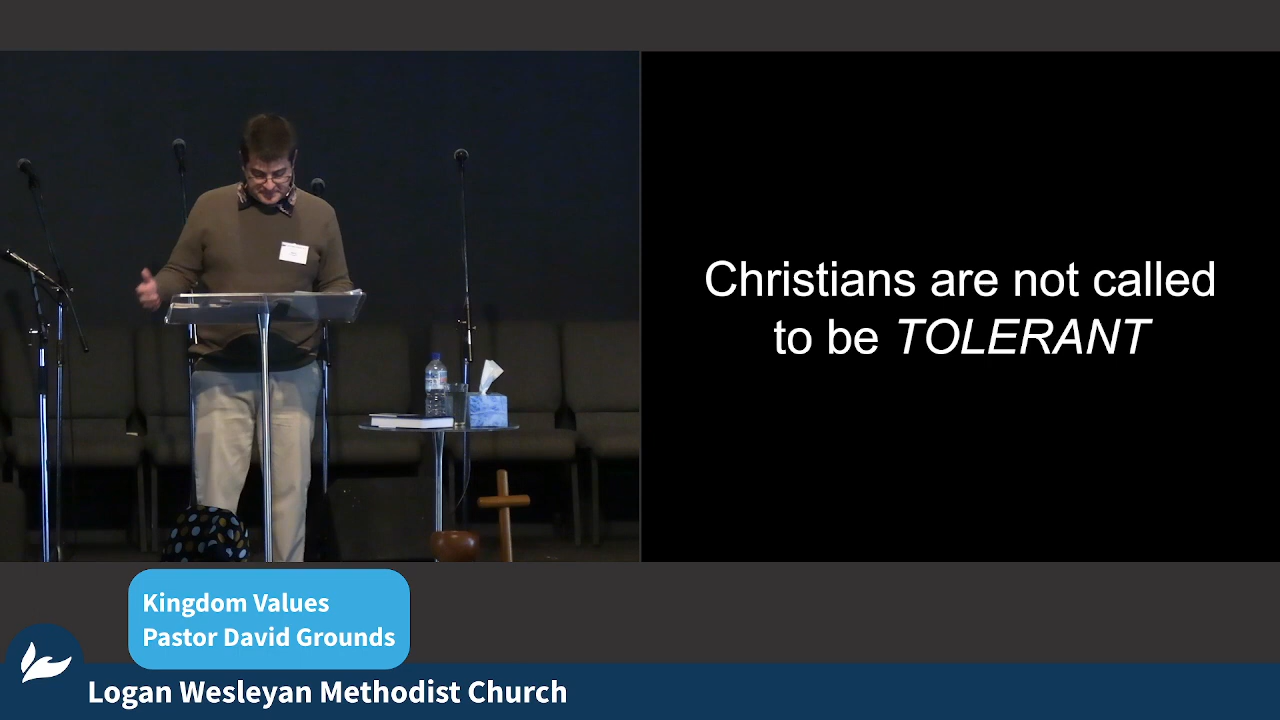 Christians are not called
to be TOLERANT
Kingdom Values
Pastor David Grounds
Logan Wesleyan Methodist Church